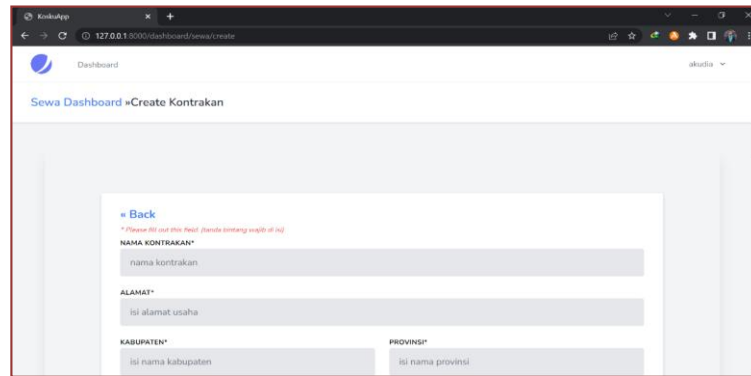 KoskuApp
127.0.0.1:8000/dashboard/sewa/create
Dashboard
akudia
Sewa Dashboard »Create Kontrakan
« Back
* Please fill out this field. (tanda bintang wajib di isi)
NAMA KONTRAKAN*
nama kontrakan
ALAMAT*
isi alamat usaha
KABUPATEN* PROVINSI*
isi nama kabupaten isi nama provinsi